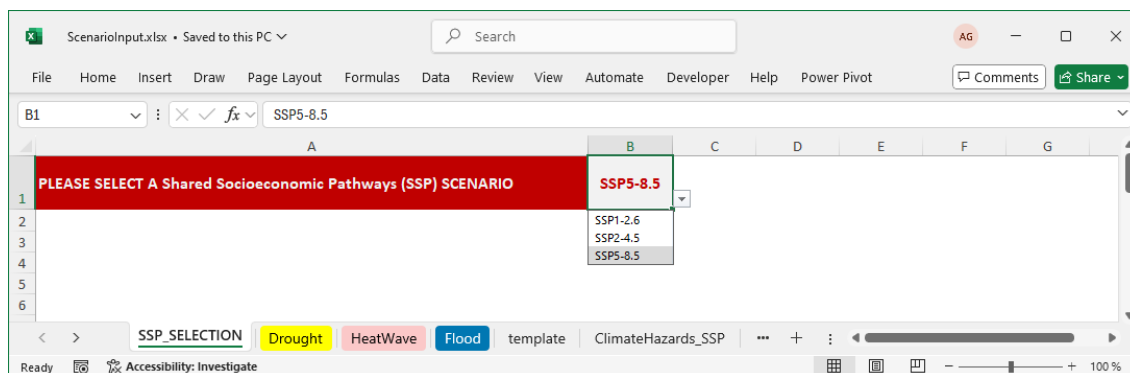 ScenarioInput.xlsx • Saved to this PC
Search
AG
File Home Insert Draw Page Layout Formulas Data Review View Automate Developer Help Power Pivot Comments Share
B1 fx SSP5-8.5
A B C D E F G
1 PLEASE SELECT A Shared Socioeconomic Pathways (SSP) SCENARIO SSP5-8.5
2 SSP1-2.6
3 SSP2-4.5
4 SSP5-8.5
5
6
SSP_SELECTION Drought HeatWave Flood template ClimateHazards_SSP
Ready Accessibility: Investigate 100 %